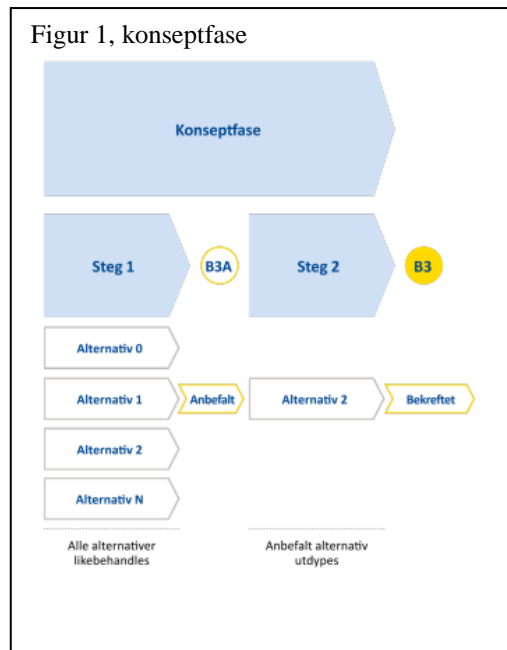 Figur 1, konseptfase
Konseptfase
Steg 1
B3A
Steg 2
B3
Alternativ 0
Alternativ 1
Anbefalt
Alternativ 2
Bekreftet
Alternativ 2
Alternativ N
Alle alternativer
likebehandles
Anbefalt alternativ
utdypes